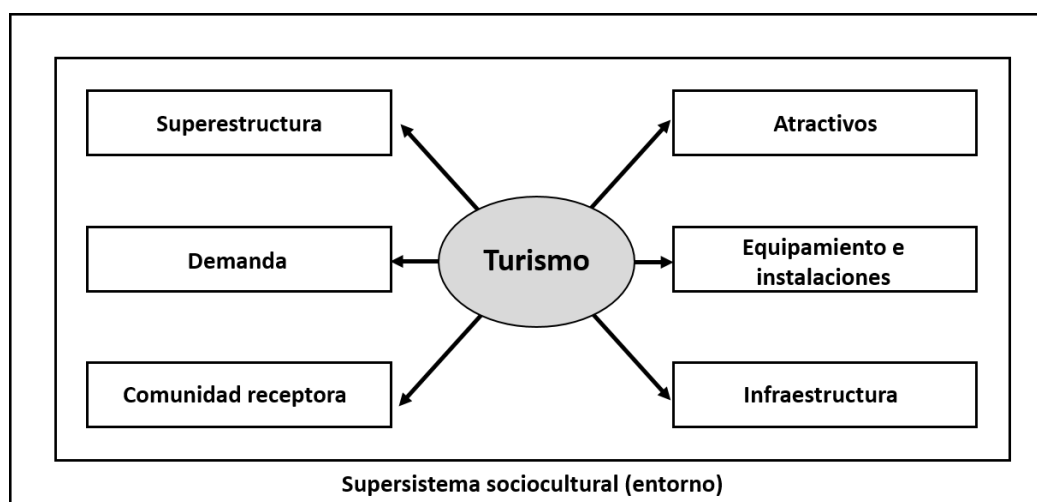 Superestructura
Atractivos
Demanda
Turismo
Equipamiento e
instalaciones
Comunidad receptora
Infraestructura
Supersistema sociocultural (entorno)